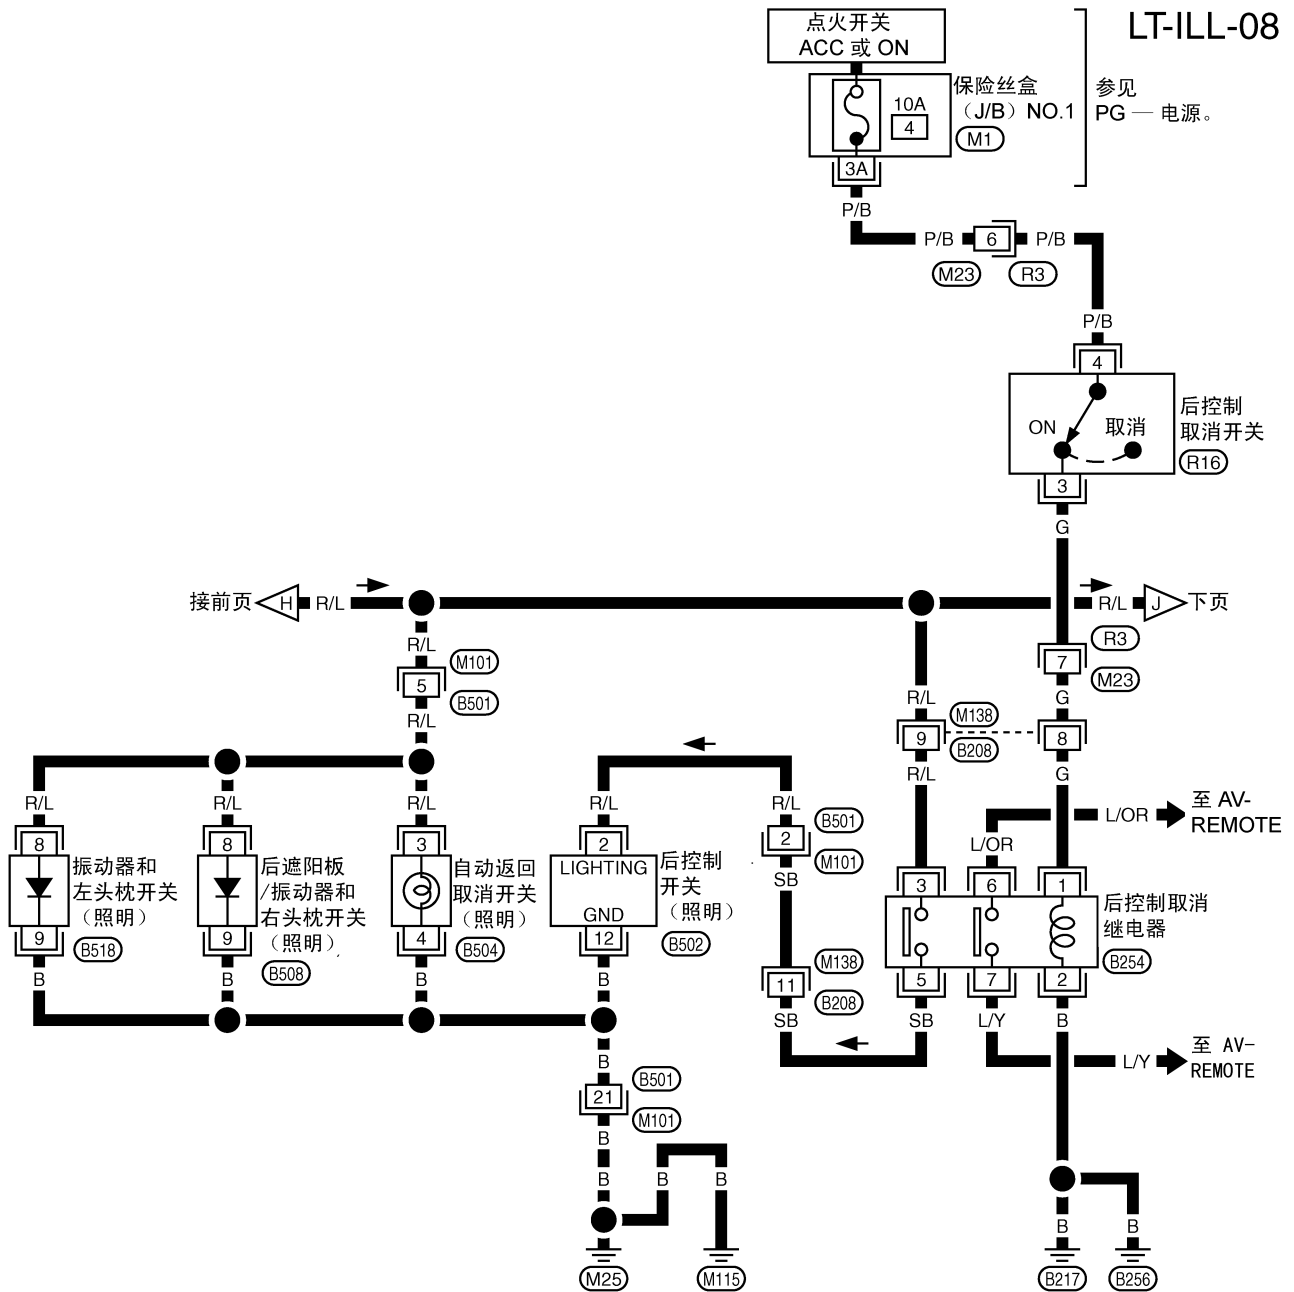 LT-ILL-08
点火开关
ACC 或 ON
保险丝盒
（J/B）NO.1
M1
10A
4
3A
参见
PG — 电源。
P/B
P/B
6
P/B
M23
R3
P/B
4
ON
取消
后控制
取消开关
R16
3
G
接前页
H
R/L
R/L
J
下页
R/L
M101
5
B501
R/L
R3
7
M23
G
R/L
M138
9
8
B208
R/L
G
R/L
R/L
R/L
R/L
R/L
L/OR
至 AV-
REMOTE
L/OR
8
振动器和
左头枕开关
（照明）
9
B518
B
8
后遮阳板
/振动器和
右头枕开关
（照明）
9
B508
B
3
自动返回
取消开关
（照明）
4
B504
B
2
LIGHTING
GND
后控制
开关
（照明）
12
B502
B
B501
2
M101
SB
M138
11
B208
SB
3
6
1
后控制取消
继电器
B254
5
7
2
SB
L/Y
B
L/Y
至 AV-
REMOTE
B
B501
21
M101
B
B
B
B
B
B
M25
M115
B217
B256